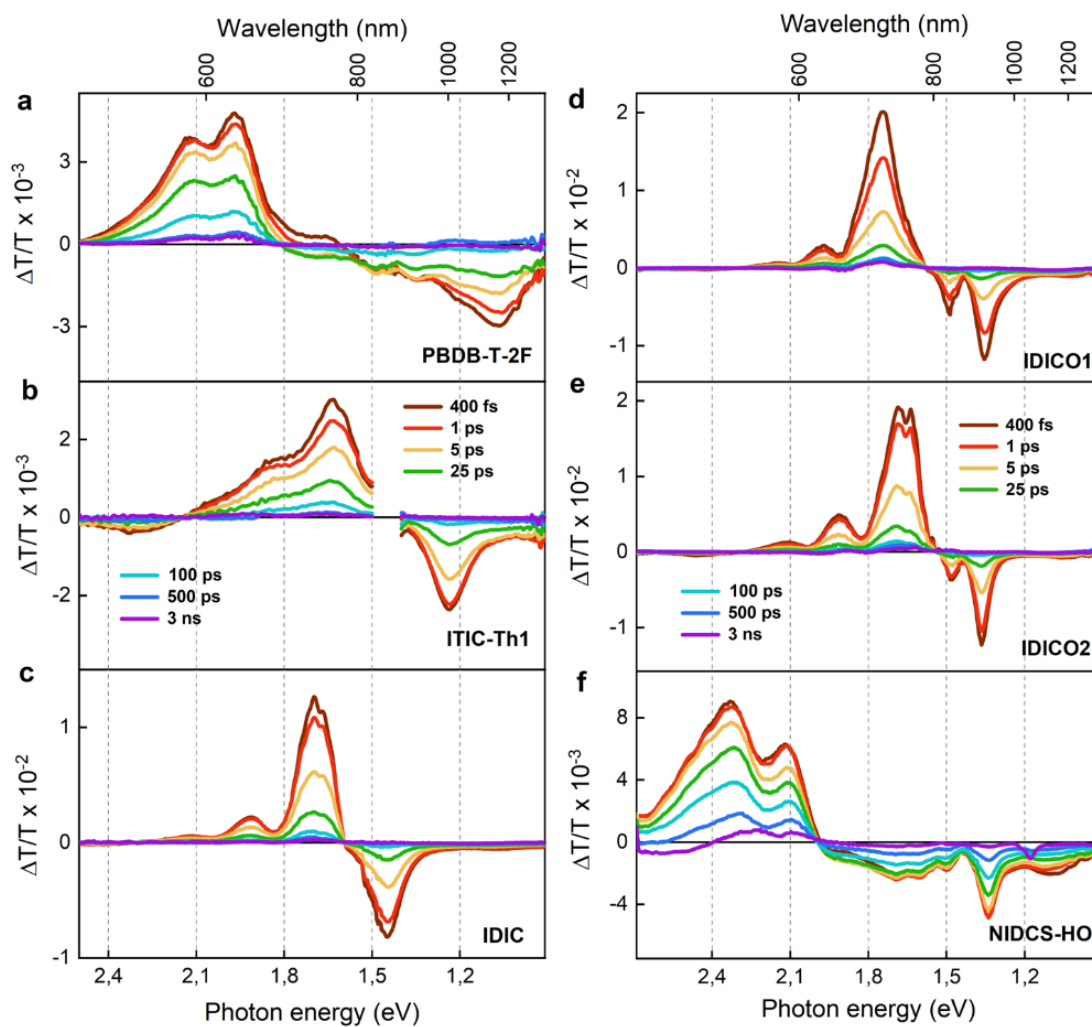 Wavelength (nm)
600 800 1000 1200
a
3
0
-3
ΔT/T x 10⁻³
PBDB-T-2F
b
400 fs
1 ps
5 ps
25 ps
2
0
-2
ΔT/T x 10⁻³
100 ps
500 ps
3 ns
ITIC-Th1
c
1
0
-1
ΔT/T x 10⁻²
IDIC
2,4 2,1 1,8 1,5 1,2
Photon energy (eV)
Wavelength (nm)
600 800 1000 1200
d
2
1
0
-1
ΔT/T x 10⁻²
IDICO1
e
400 fs
1 ps
5 ps
25 ps
2
1
0
-1
ΔT/T x 10⁻²
100 ps
500 ps
3 ns
IDICO2
f
8
4
0
-4
ΔT/T x 10⁻³
NIDCS-HO
2,4 2,1 1,8 1,5 1,2
Photon energy (eV)